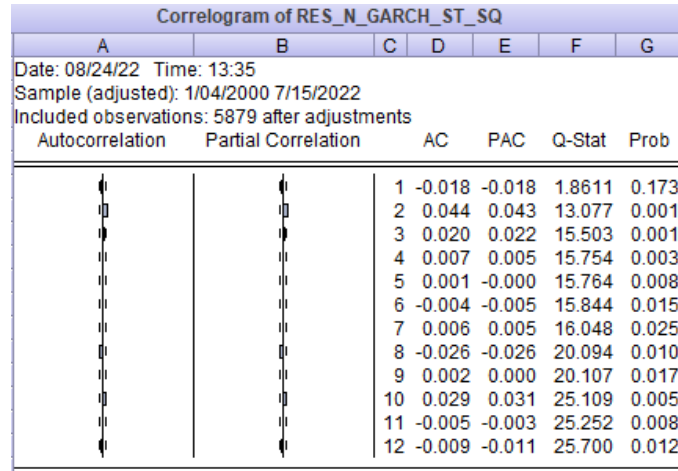 Correlogram of RES_N_GARCH_ST_SQ
A B C D E F G
Date: 08/24/22 Time: 13:35
Sample (adjusted): 1/04/2000 7/15/2022
Included observations: 5879 after adjustments
Autocorrelation Partial Correlation AC PAC Q-Stat Prob
1 -0.018 -0.018 1.8611 0.173
2 0.044 0.043 13.077 0.001
3 0.020 0.022 15.503 0.001
4 0.007 0.005 15.754 0.003
5 0.001 -0.000 15.764 0.008
6 -0.004 -0.005 15.844 0.015
7 0.006 0.005 16.048 0.025
8 -0.026 -0.026 20.094 0.010
9 0.002 0.000 20.107 0.017
10 0.029 0.031 25.109 0.005
11 -0.005 -0.003 25.252 0.008
12 -0.009 -0.011 25.700 0.012